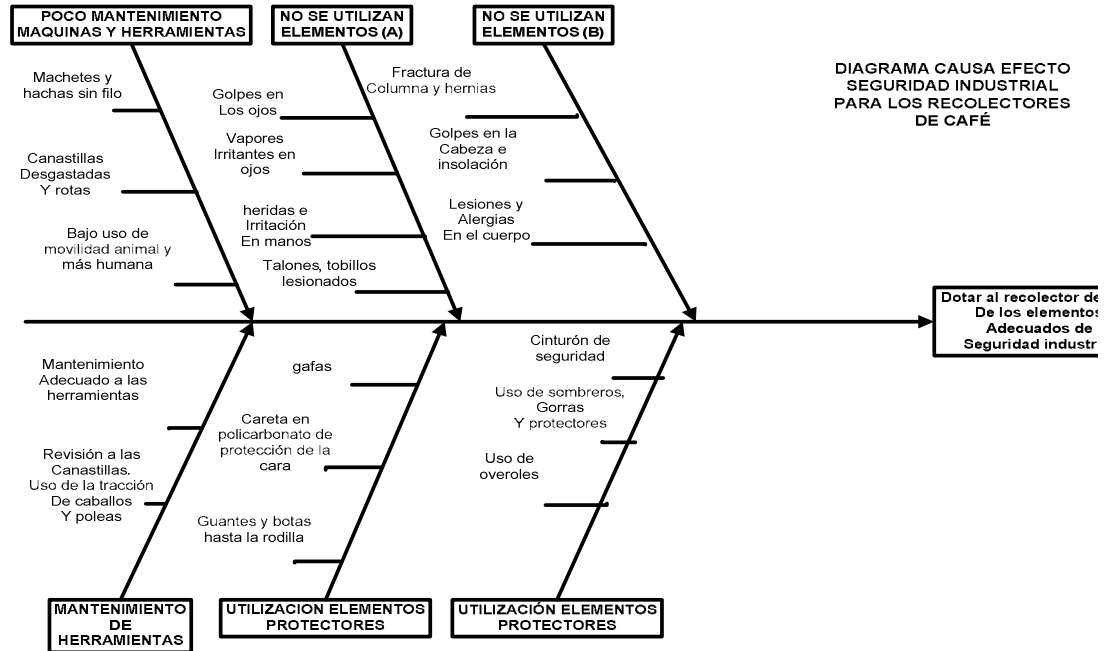 POCO MANTENIMIENTO
MAQUINAS Y HERRAMIENTAS
NO SE UTILIZAN
ELEMENTOS (A)
NO SE UTILIZAN
ELEMENTOS (B)
DIAGRAMA CAUSA EFECTO
SEGURIDAD INDUSTRIAL
PARA LOS RECOLECTORES
DE CAFÉ
Machetes y
hachas sin filo
Canastillas
Desgastadas
Y rotas
Bajo uso de
movilidad animal y
más humana
Golpes en
Los ojos
Vapores
Irritantes en
ojos
heridas e
Irritación
En manos
Talones, tobillos
lesionados
Fractura de
Columna y hernias
Golpes en la
Cabeza e
insolación
Lesiones y
Alergias
En el cuerpo
Dotar al recolector de
De los elementos
Adecuados de
Seguridad industr
Mantenimiento
Adecuado a las
herramientas
Revisión a las
Canastillas.
Uso de la tracción
De caballos
Y poleas
gafas
Careta en
policarbonato de
protección de la
cara
Guantes y botas
hasta la rodilla
Cinturón de
seguridad
Uso de sombreros,
Gorras
Y protectores
Uso de
overoles
MANTENIMIENTO
DE
HERRAMIENTAS
UTILIZACION ELEMENTOS
PROTECTORES
UTILIZACIÓN ELEMENTOS
PROTECTORES